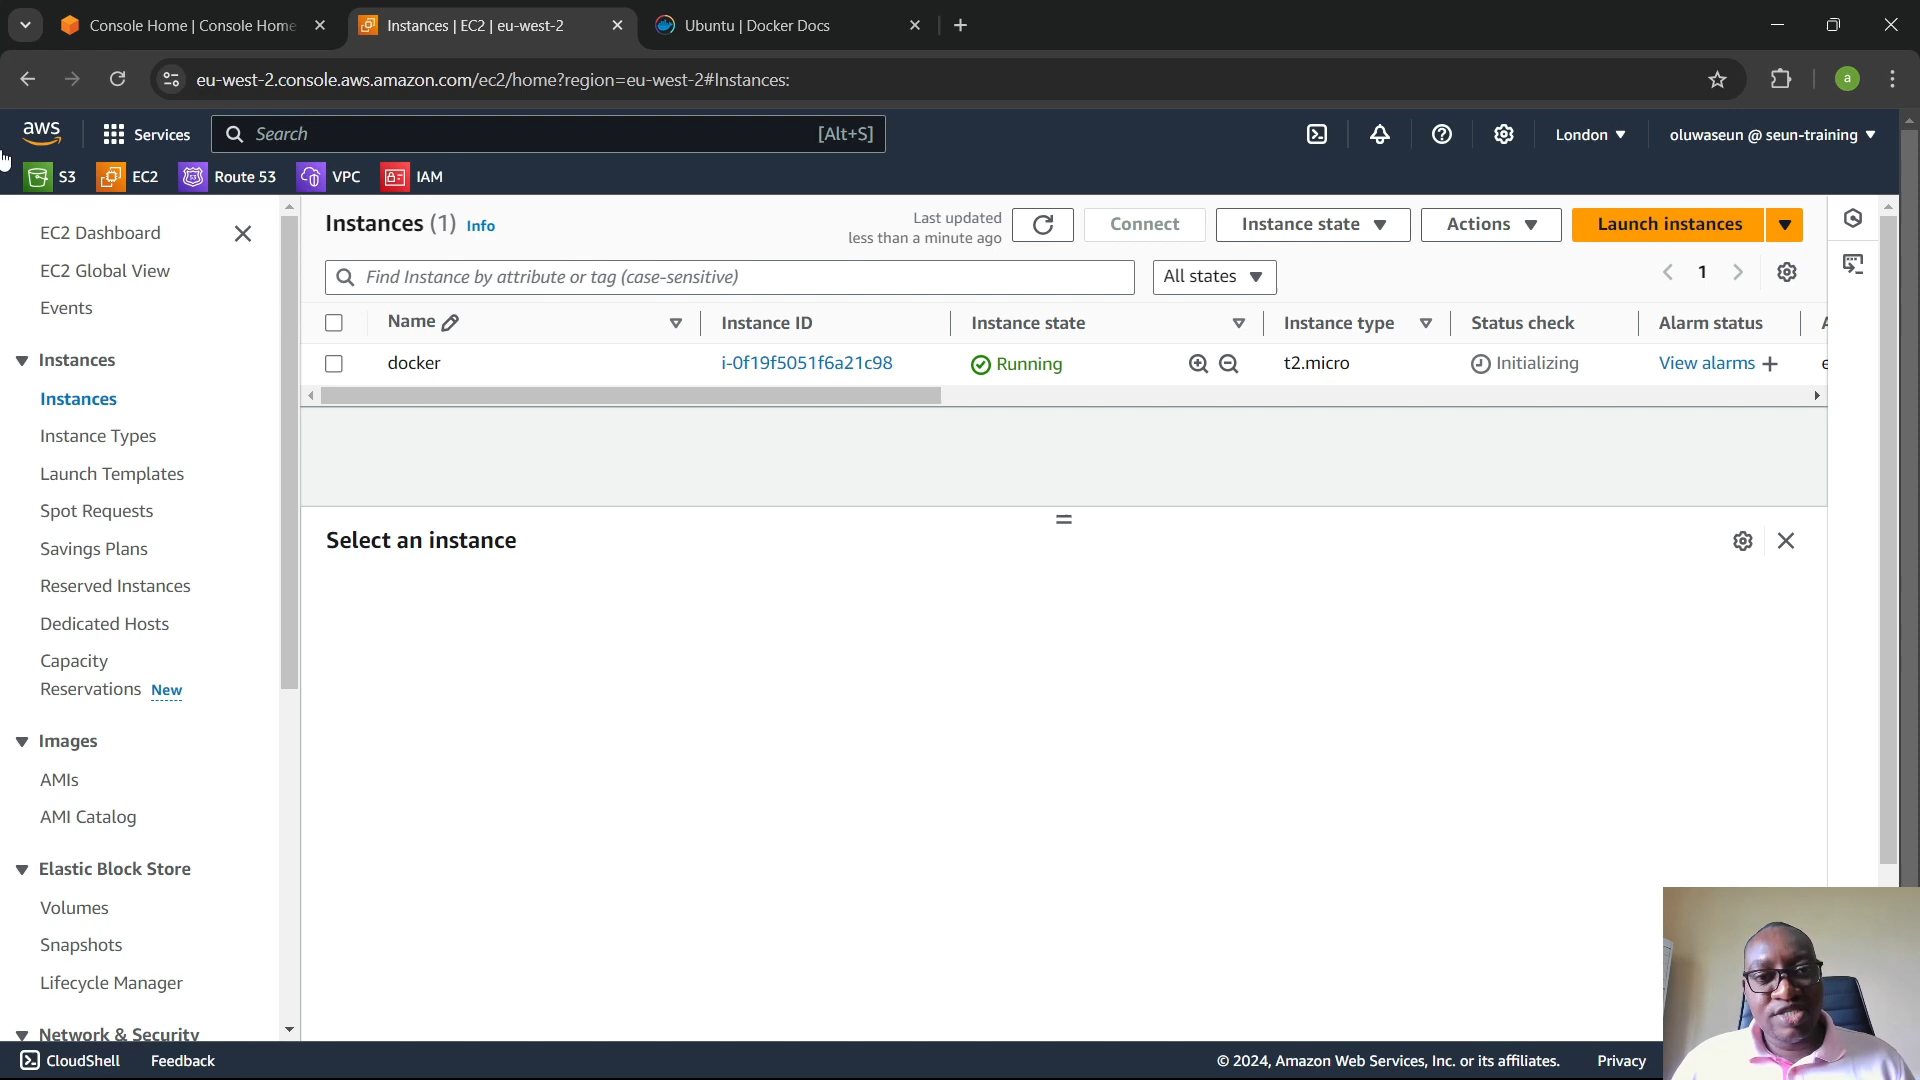 Console Home | Console Home
Instances | EC2 | eu-west-2
Ubuntu | Docker Docs
eu-west-2.console.aws.amazon.com/ec2/home?region=eu-west-2#Instances:
a
aws
Services
Search
[Alt+S]
London
oluwaseun @ seun-training
S3
EC2
Route 53
VPC
IAM
EC2 Dashboard
EC2 Global View
Events
Instances
Instances
Instance Types
Launch Templates
Spot Requests
Savings Plans
Reserved Instances
Dedicated Hosts
Capacity
Reservations New
Images
AMIs
AMI Catalog
Elastic Block Store
Volumes
Snapshots
Lifecycle Manager
Network & Security
Instances (1) Info
Last updated
less than a minute ago
Connect
Instance state
Actions
Launch instances
Find Instance by attribute or tag (case-sensitive)
All states
1
Name
Instance ID
Instance state
Instance type
Status check
Alarm status
docker
i-0f19f5051f6a21c98
Running
t2.micro
Initializing
View alarms
Select an instance
CloudShell
Feedback
© 2024, Amazon Web Services, Inc. or its affiliates.
Privacy